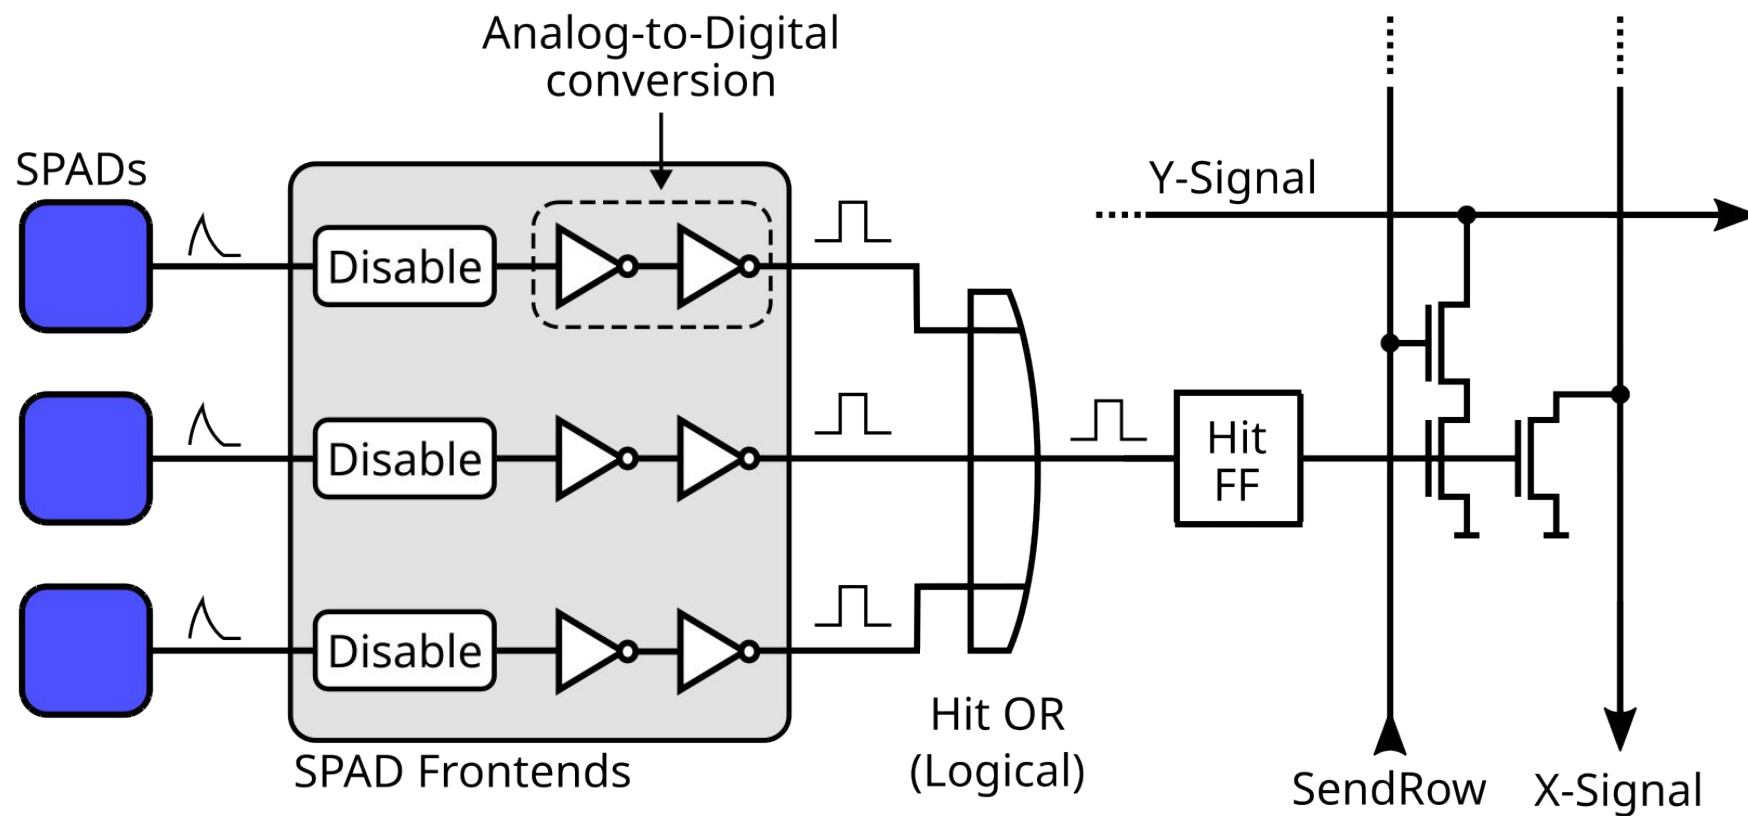 Analog-to-Digital
conversion
SPADs
Y-Signal
Disable
Disable
Hit
FF
Disable
Hit OR
(Logical)
SPAD Frontends
SendRow
X-Signal